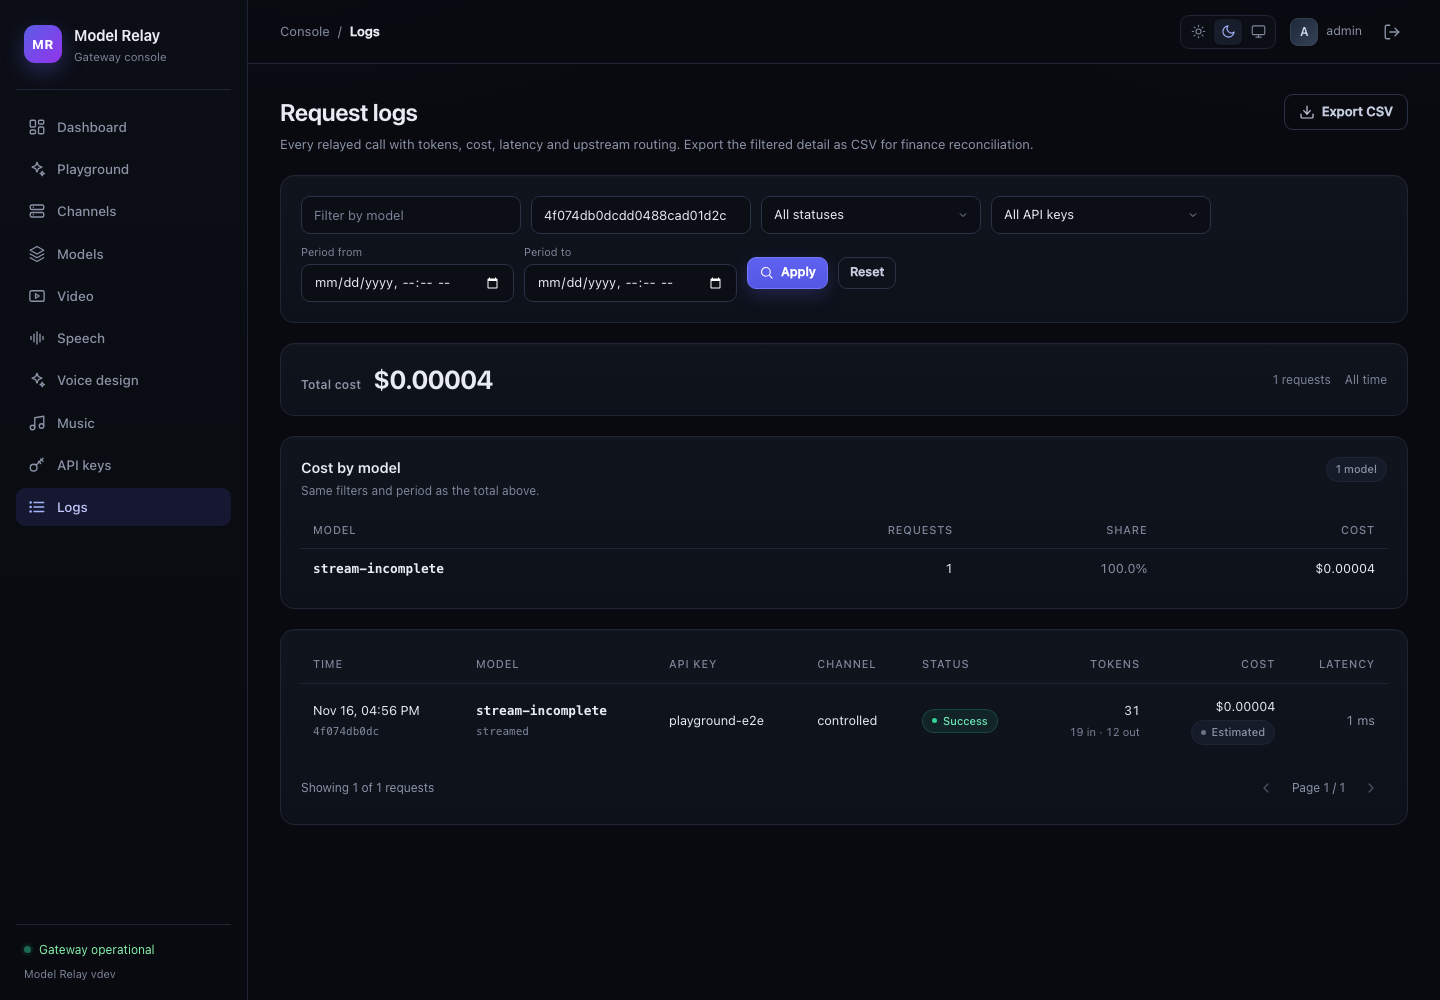 MR
Model Relay
Gateway console
Dashboard
Playground
Channels
Models
Video
Speech
Voice design
Music
API keys
Logs
Gateway operational
Model Relay vdev
Console / Logs
A admin
Request logs
Export CSV
Every relayed call with tokens, cost, latency and upstream routing. Export the filtered detail as CSV for finance reconciliation.
Filter by model 4f074db0dcdd0488cad01d2c All statuses All API keys
Period from Period to
mm/dd/yyyy, --:-- -- mm/dd/yyyy, --:-- -- Apply Reset
Total cost $0.00004 1 requests All time
Cost by model 1 model
Same filters and period as the total above.
MODEL REQUESTS SHARE COST
stream-incomplete 1 100.0% $0.00004
TIME MODEL API KEY CHANNEL STATUS TOKENS COST LATENCY
Nov 16, 04:56 PM stream-incomplete playground-e2e controlled Success 31 $0.00004 1 ms
4f074db0dc streamed 19 in · 12 out Estimated
Showing 1 of 1 requests Page 1 / 1